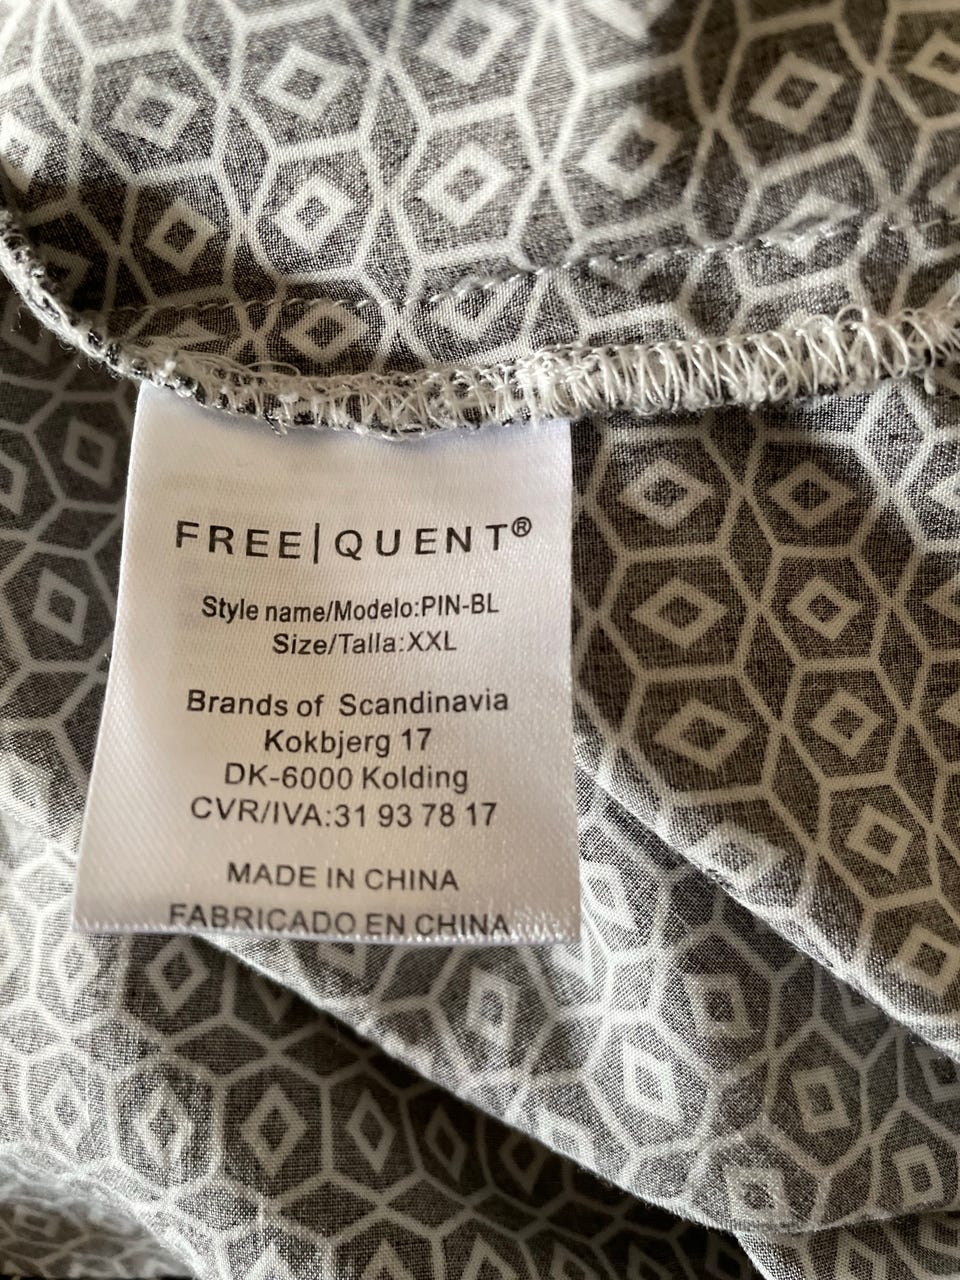 FREE|QUENT®
Style name/Modelo:PIN-BL
Size/Talla:XXL
Brands of Scandinavia
Kokbjerg 17
DK-6000 Kolding
CVR/IVA:31 93 78 17
MADE IN CHINA
FABRICADO EN CHINA